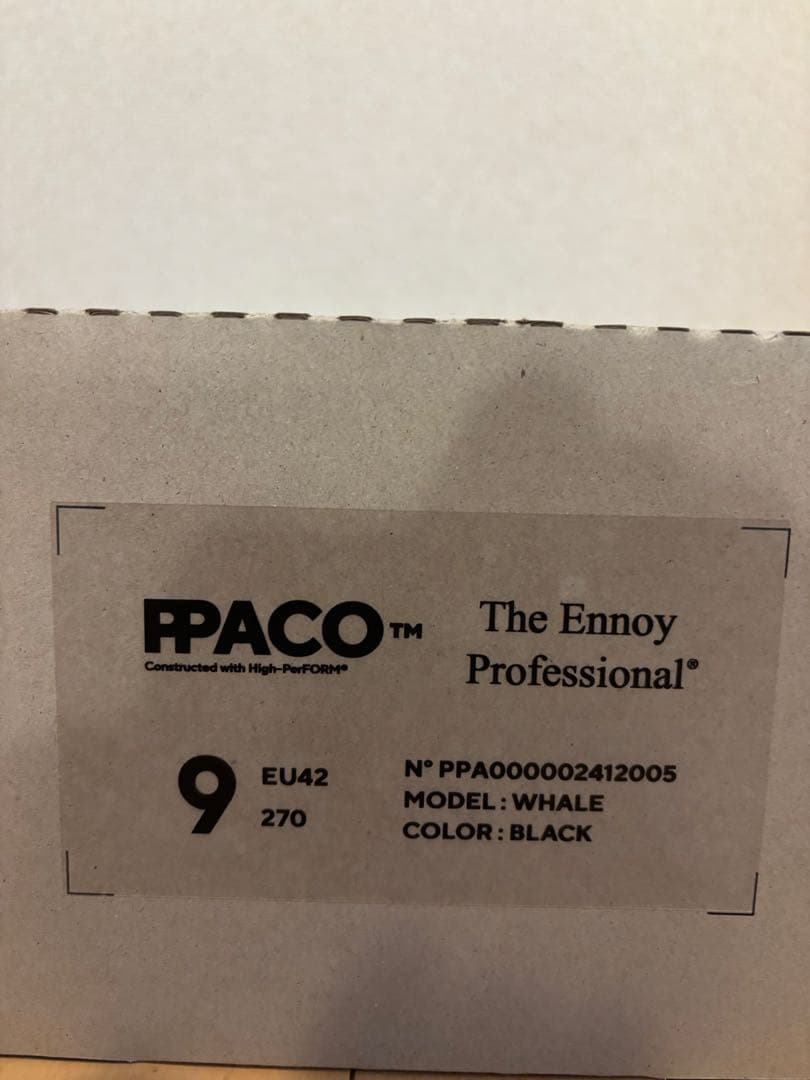 PPACO™
Constructed with High-PerFORM®
The Ennoy
Professional®
9
EU42
270
N° PPA000002412005
MODEL : WHALE
COLOR : BLACK